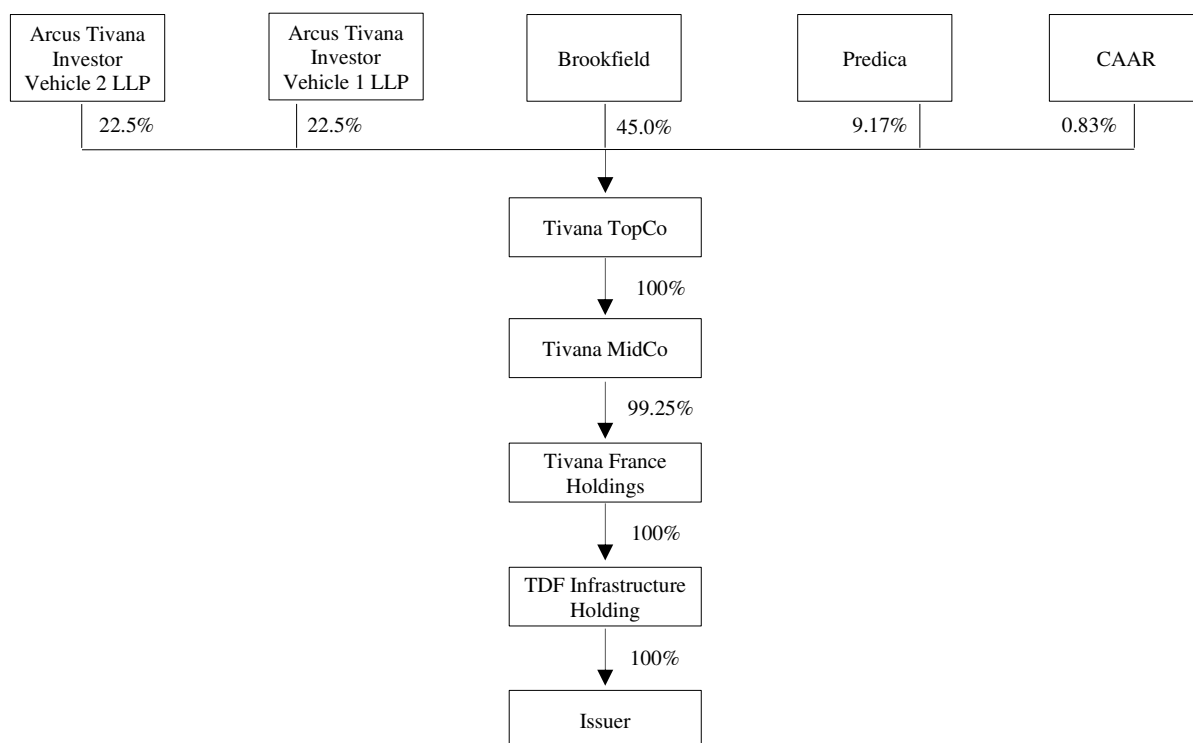 Arcus Tivana
Investor
Vehicle 2 LLP
Arcus Tivana
Investor
Vehicle 1 LLP
Brookfield
Predica
CAAR
22.5%
22.5%
45.0%
9.17%
0.83%
Tivana TopCo
100%
Tivana MidCo
99.25%
Tivana France
Holdings
100%
TDF Infrastructure
Holding
100%
Issuer